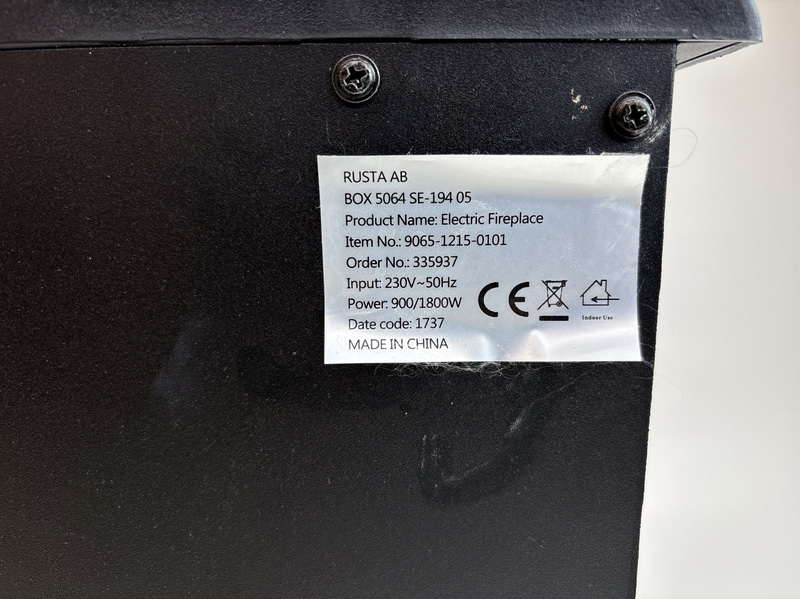 RUSTA AB
BOX 5064 SE-194 05
Product Name: Electric Fireplace
Item No.: 9065-1215-0101
Order No.: 335937
Input: 230V~50Hz
Power: 900/1800W
Date code: 1737
MADE IN CHINA
CE
Indoor Use